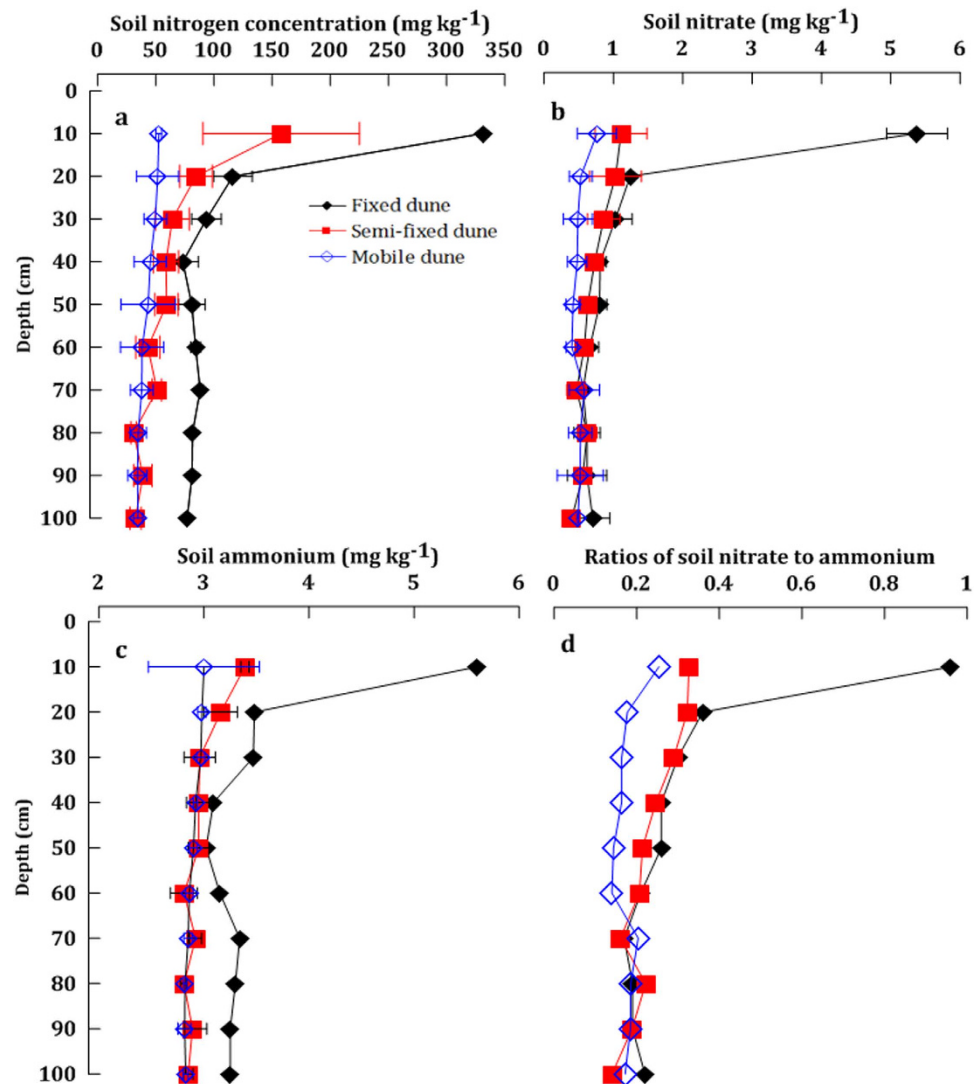 Soil nitrogen concentration (mg kg⁻¹)
0 50 100 150 200 250 300 350
Soil nitrate (mg kg⁻¹)
0 1 2 3 4 5 6
Depth (cm)
0
10
20
30
40
50
60
70
80
90
100
a
b
Fixed dune
Semi-fixed dune
Mobile dune
Soil ammonium (mg kg⁻¹)
2 3 4 5 6
Ratios of soil nitrate to ammonium
0 0.2 0.4 0.6 0.8 1
Depth (cm)
0
10
20
30
40
50
60
70
80
90
100
c
d